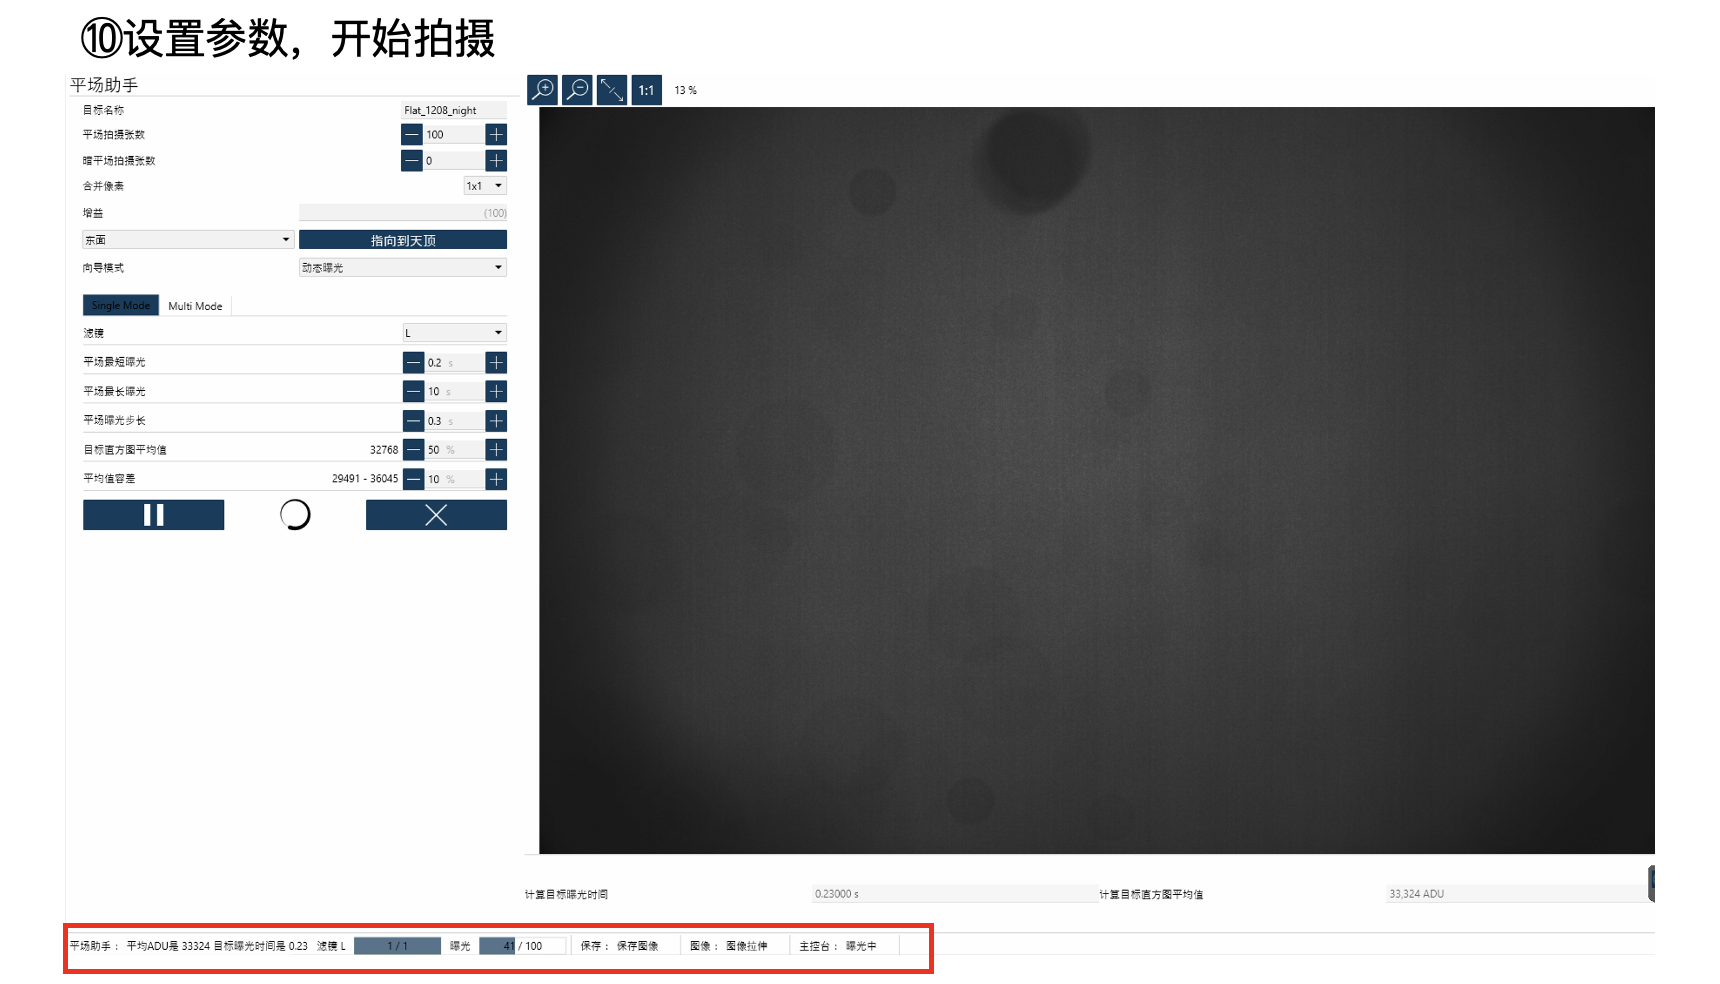 ⑩设置参数，开始拍摄
平场助手
1:1
13 %
目标名称 Flat_1208_night
平场拍摄张数 100
暗平场拍摄张数 0
合并像素 1x1
增益 (100)
东面 指向到天顶
向导模式 动态曝光
Single Mode Multi Mode
滤镜 L
平场最短曝光 0.2 s
平场最长曝光 10 s
平场曝光步长 0.3 s
目标直方图平均值 32768 50 %
平均值容差 29491 - 36045 10 %
计算目标曝光时间 0.23000 s 计算目标直方图平均值 33,324 ADU
平场助手： 平均ADU是 33324 目标曝光时间是 0.23 滤镜 L 1 / 1 曝光 41 / 100 保存： 保存图像 图像： 图像拉伸 主控台： 曝光中